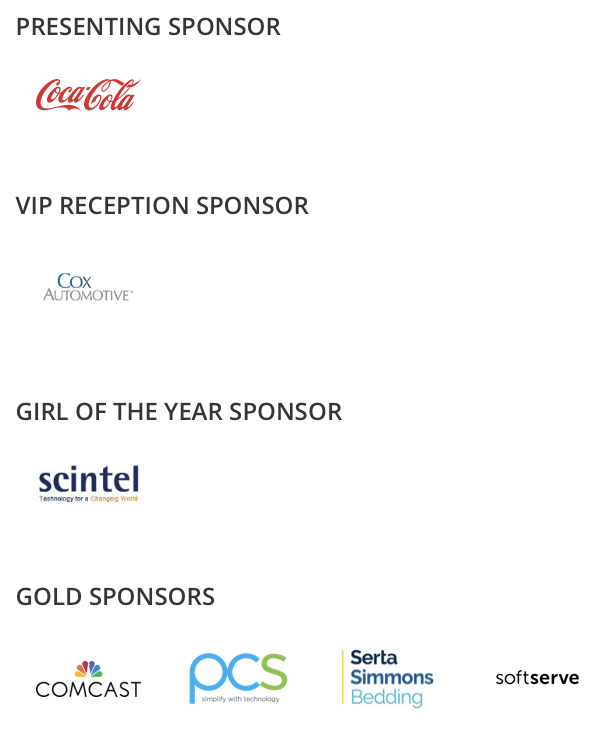 PRESENTING SPONSOR
Coca-Cola
VIP RECEPTION SPONSOR
COX
AUTOMOTIVE™
GIRL OF THE YEAR SPONSOR
scintel
Technology for a Changing World
GOLD SPONSORS
COMCAST
pcs
simplify with technology
Serta
Simmons
Bedding
softserve